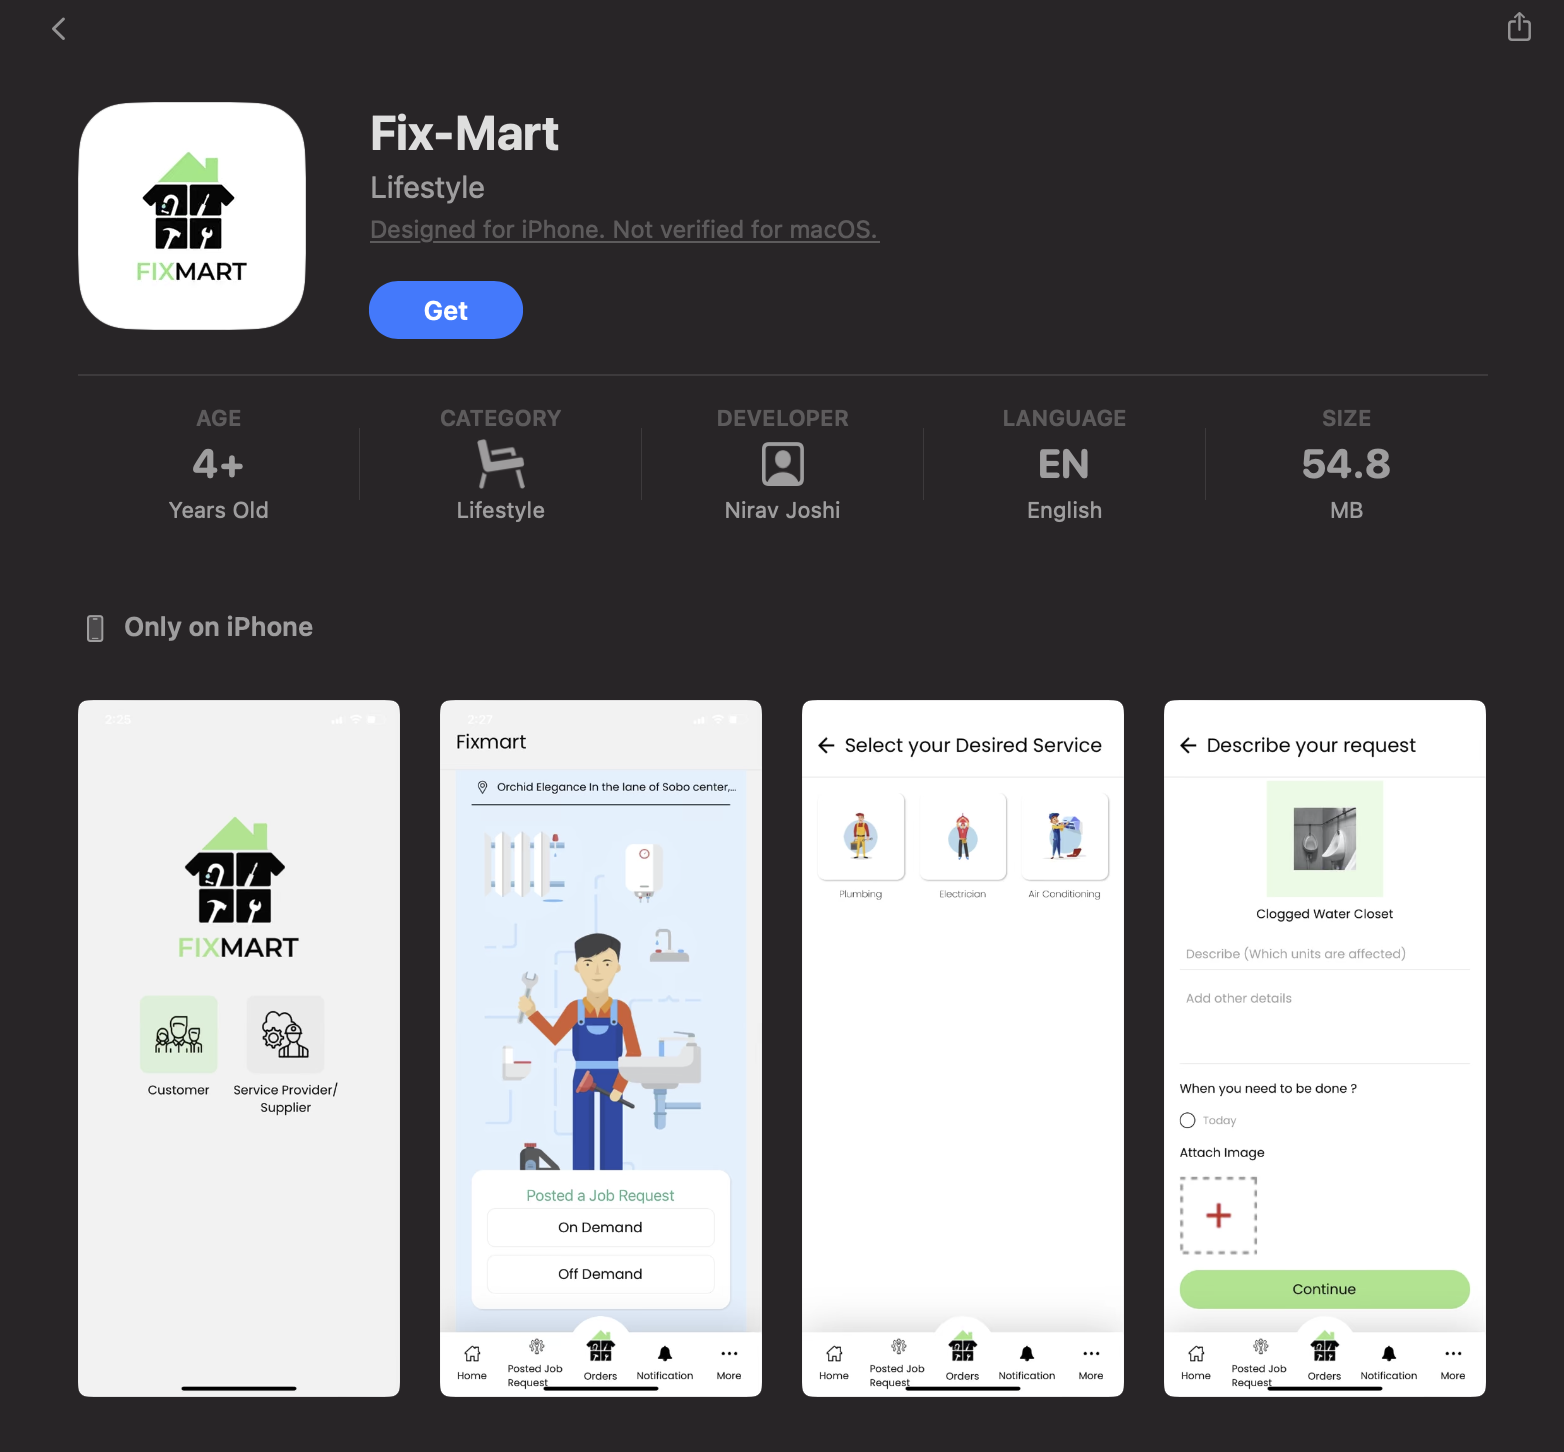 Fix-Mart
Lifestyle
Designed for iPhone. Not verified for macOS.
FIXMART
Get
AGE
4+
Years Old
CATEGORY
Lifestyle
DEVELOPER
Nirav Joshi
LANGUAGE
EN
English
SIZE
54.8
MB
Only on iPhone
2:25
FIXMART
Customer
Service Provider/
Supplier
2:27
Fixmart
Orchid Elegance In the lane of Sobo center,...
Posted a Job Request
On Demand
Off Demand
Home
Posted Job
Request
Orders
Notification
More
Select your Desired Service
Plumbing
Electrician
Air Conditioning
Home
Posted Job
Request
Orders
Notification
More
Describe your request
Clogged Water Closet
Describe (Which units are affected)
Add other details
When you need to be done ?
Today
Attach Image
Continue
Home
Posted Job
Request
Orders
Notification
More